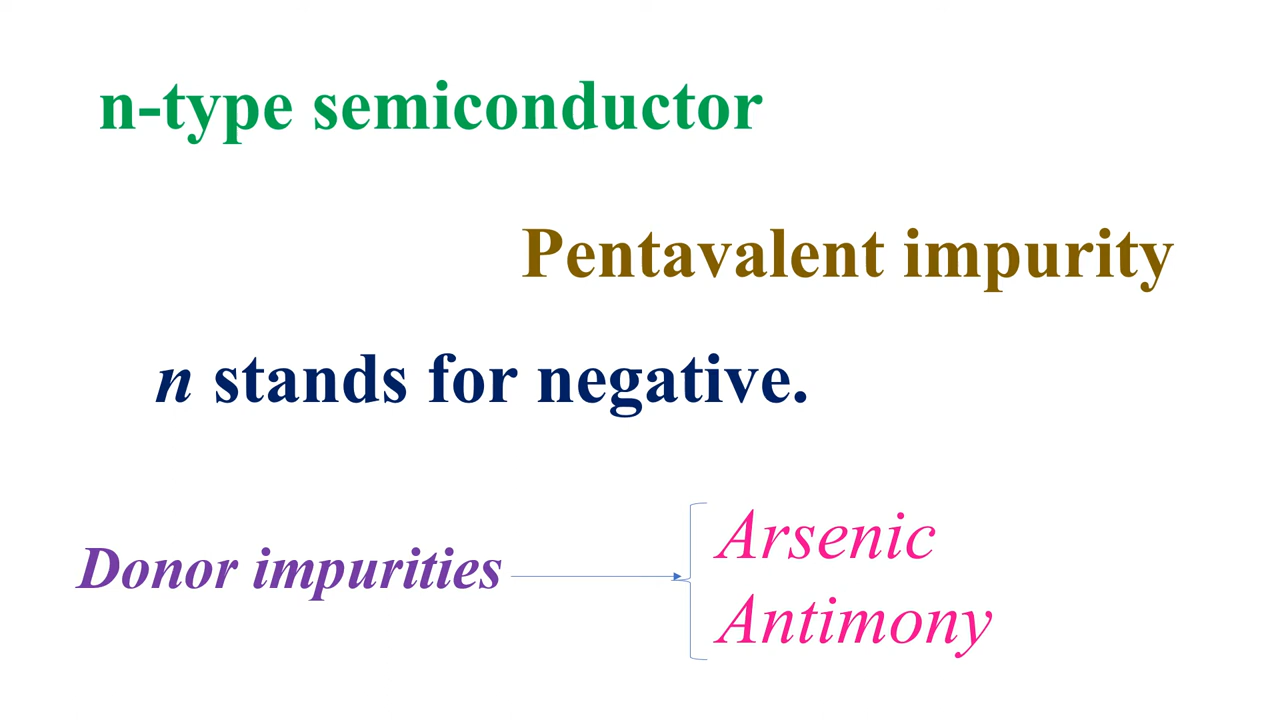 n-type semiconductor
Pentavalent impurity
n stands for negative.
Donor impurities
Arsenic
Antimony